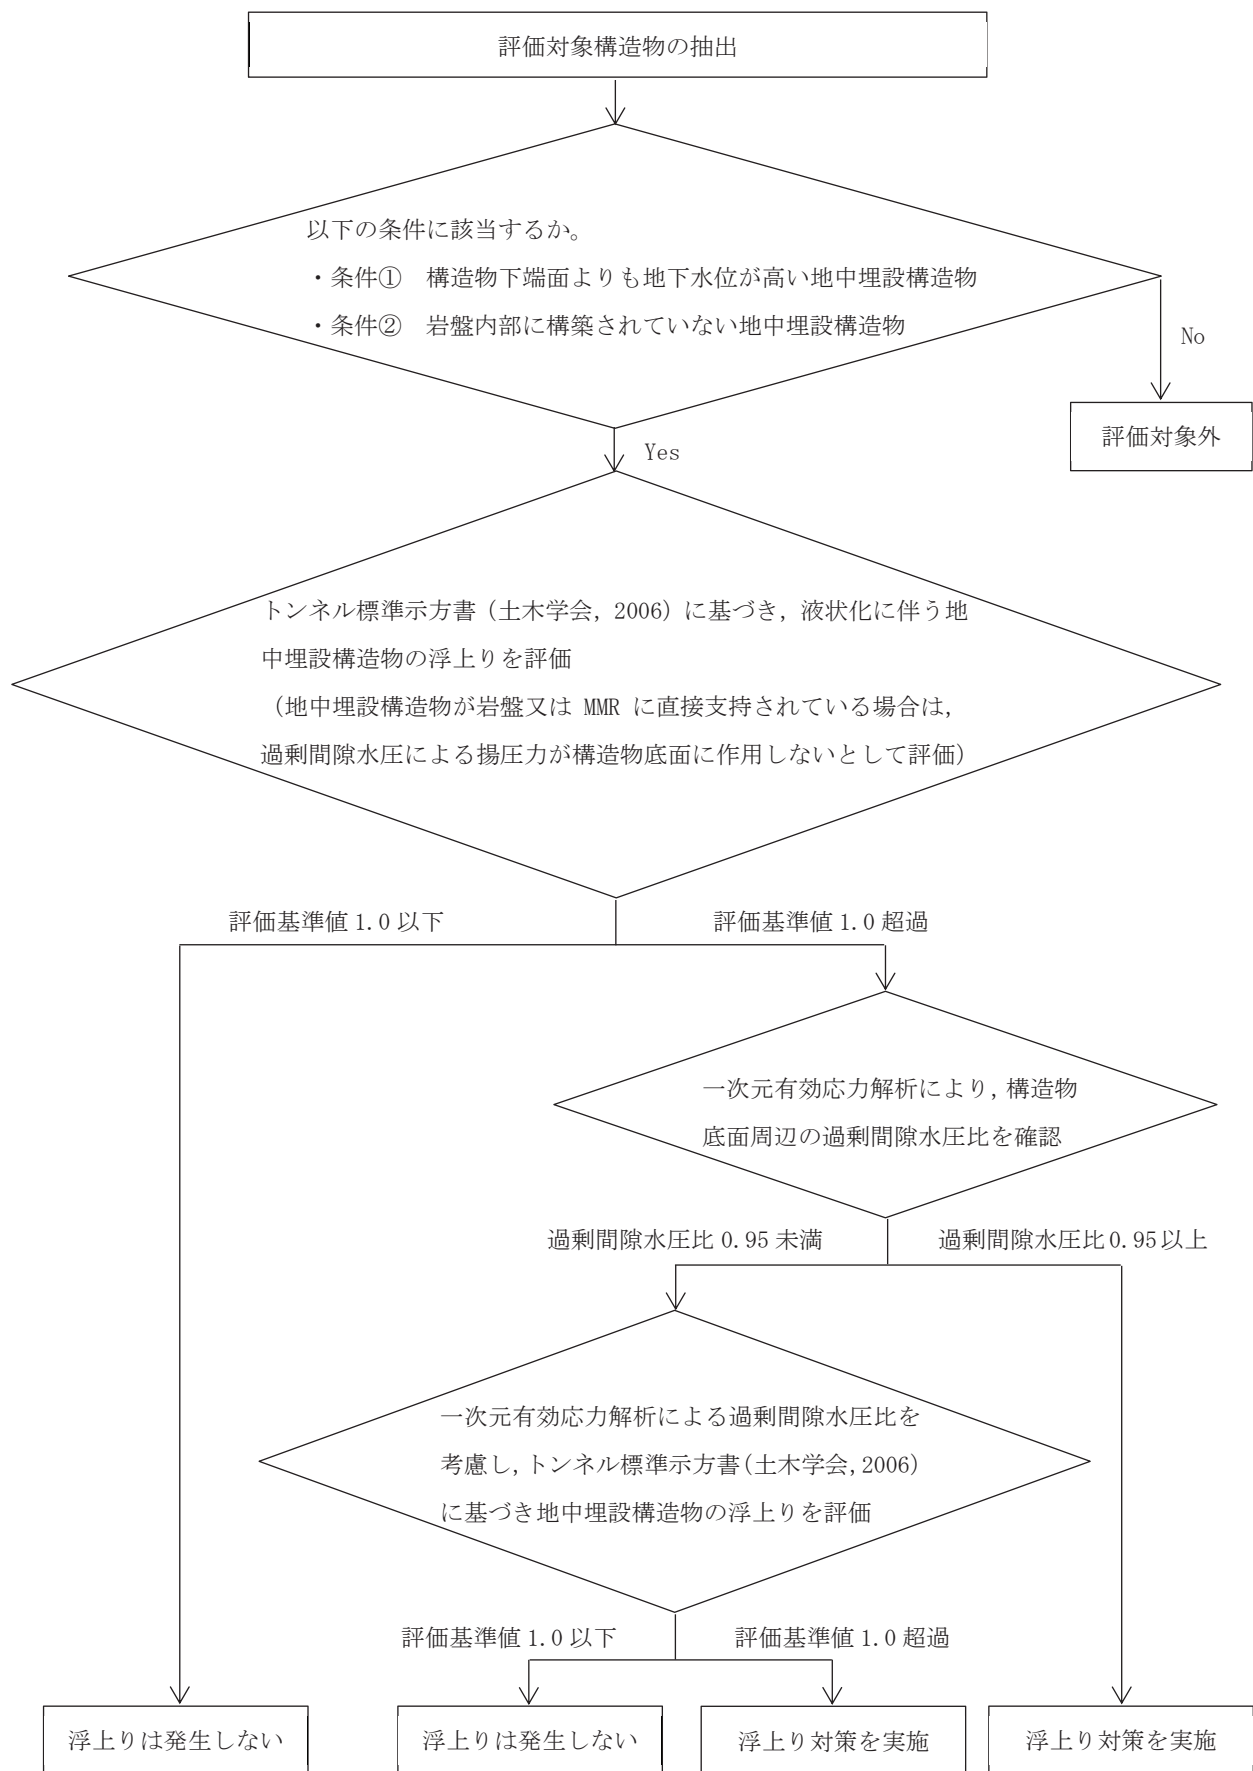 評価対象構造物の抽出
以下の条件に該当するか。
・条件①　構造物下端面よりも地下水位が高い地中埋設構造物
・条件②　岩盤内部に構築されていない地中埋設構造物
No
評価対象外
Yes
トンネル標準示方書（土木学会，2006）に基づき，液状化に伴う地
中埋設構造物の浮上りを評価
（地中埋設構造物が岩盤又は MMR に直接支持されている場合は，
過剰間隙水圧による揚圧力が構造物底面に作用しないとして評価）
評価基準値 1.0 以下
評価基準値 1.0 超過
一次元有効応力解析により，構造物
底面周辺の過剰間隙水圧比を確認
過剰間隙水圧比 0.95 未満
過剰間隙水圧比 0.95 以上
一次元有効応力解析による過剰間隙水圧比を
考慮し，トンネル標準示方書（土木学会，2006）
に基づき地中埋設構造物の浮上りを評価
評価基準値 1.0 以下
評価基準値 1.0 超過
浮上りは発生しない
浮上りは発生しない
浮上り対策を実施
浮上り対策を実施